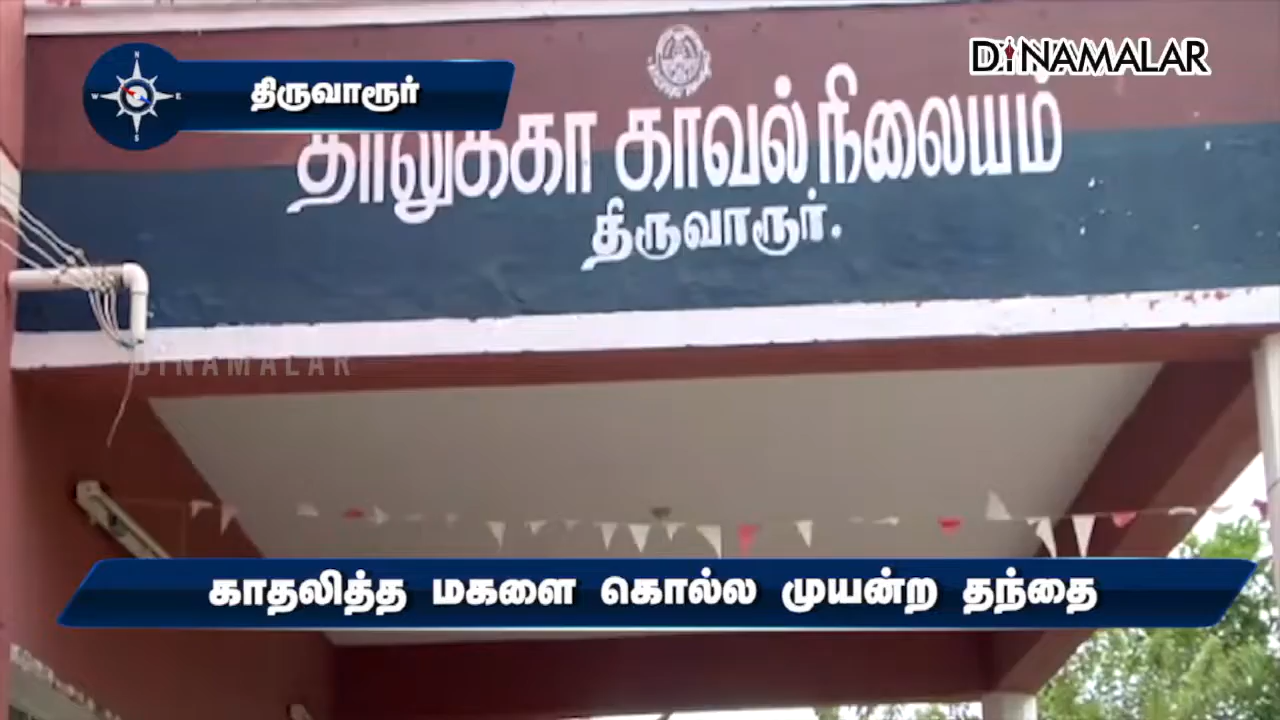 DINAMALAR
திருவாரூர்
தாலுக்கா காவல் நிலையம்
திருவாரூர்.
DINAMALAR
காதலித்த மகளை கொல்ல முயன்ற தந்தை